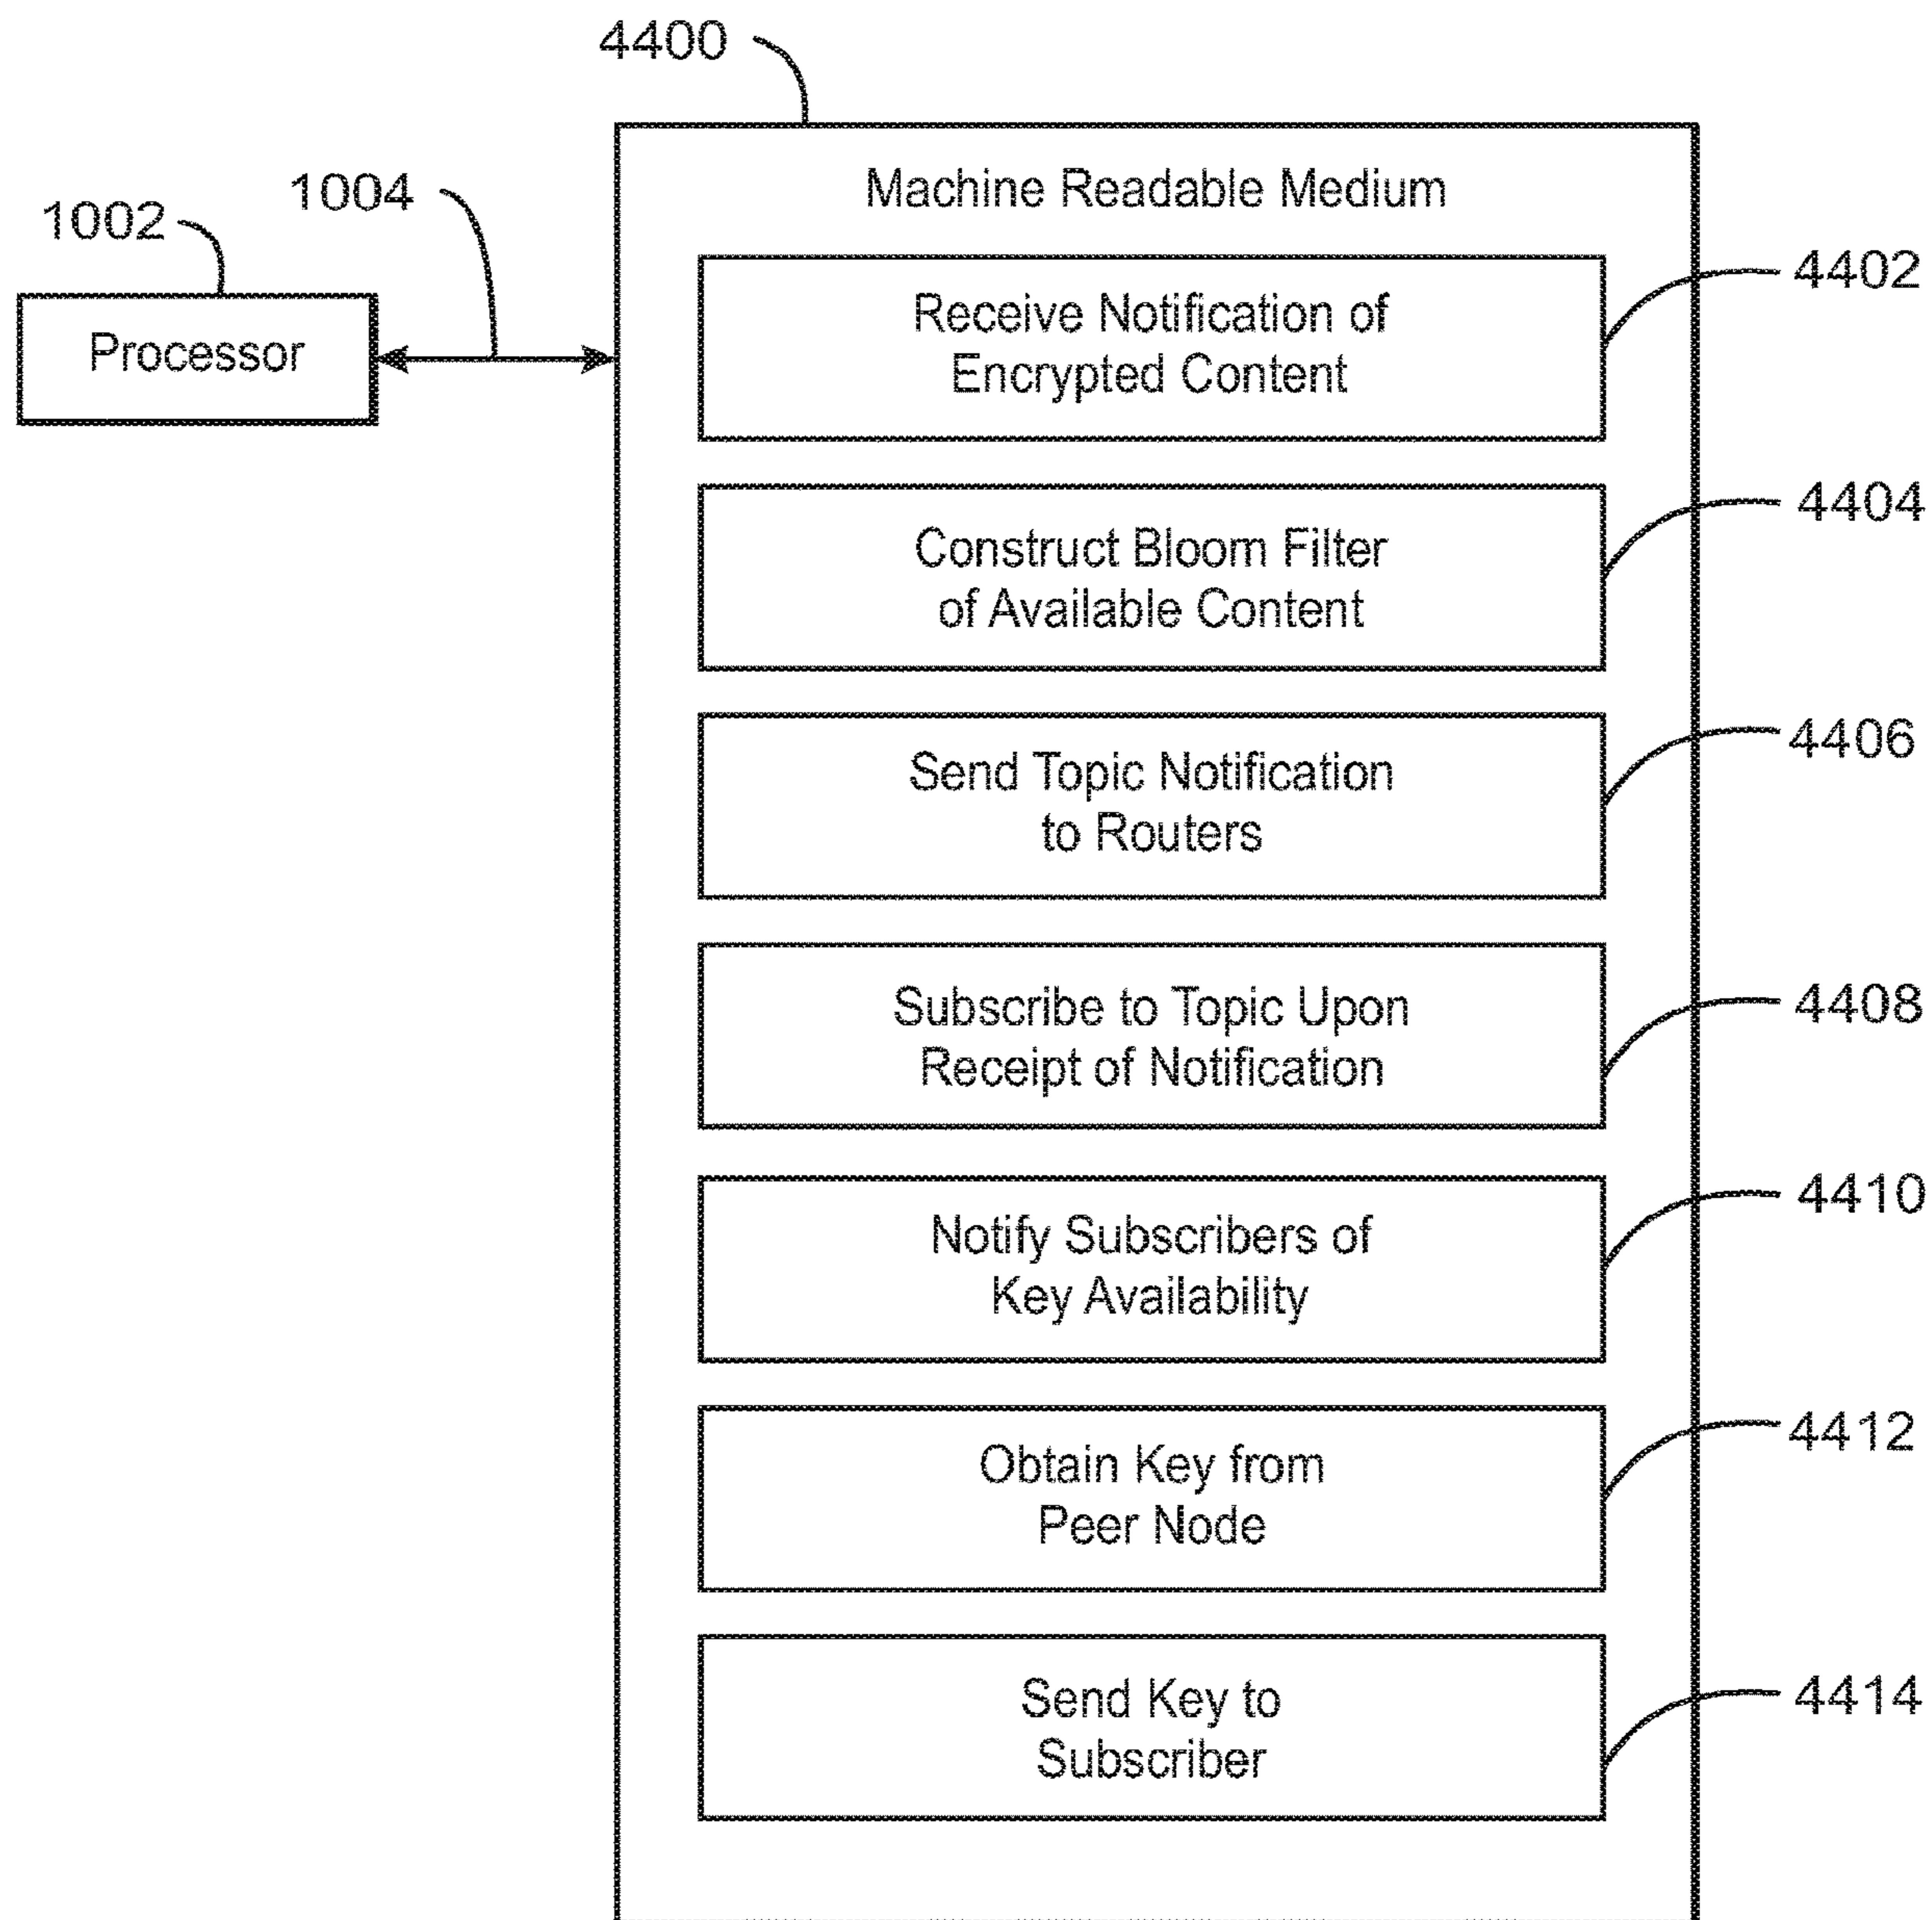 4400
Machine Readable Medium
1002
1004
Processor
Receive Notification of
Encrypted Content
4402
Construct Bloom Filter
of Available Content
4404
Send Topic Notification
to Routers
4406
Subscribe to Topic Upon
Receipt of Notification
4408
Notify Subscribers of
Key Availability
4410
Obtain Key from
Peer Node
4412
Send Key to
Subscriber
4414